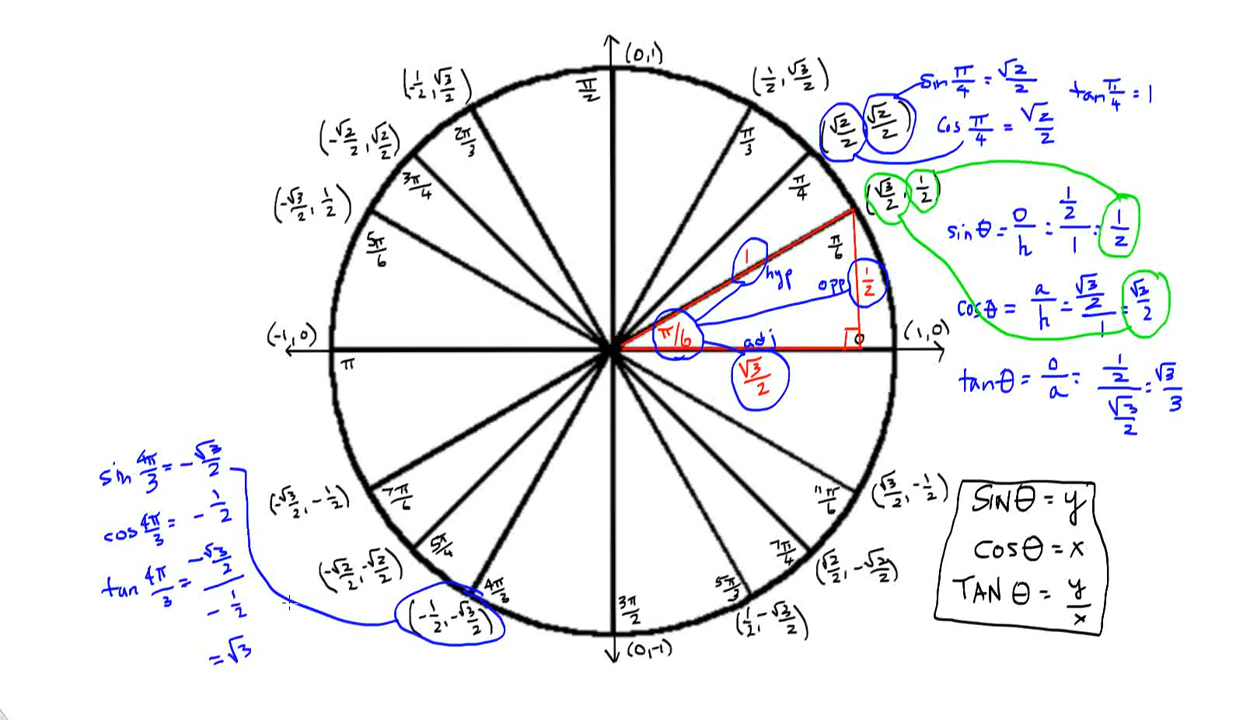 (0,1)
π/2
(-1/2, √3/2)
2π/3
(-√2/2, √2/2)
3π/4
(-√3/2, 1/2)
5π/6
(-1,0)
π
(1/2, √3/2)
π/3
(√2/2, √2/2)
π/4
sin π/4 = √2/2
tan π/4 = 1
cos π/4 = √2/2
(√3/2, 1/2)
π/6
1
hyp
opp
1/2
π/6
adj
√3/2
0
(1,0)
sinθ = o/h = (1/2)/1 = 1/2
cosθ = a/h = (√3/2)/1 = √3/2
tanθ = o/a = (1/2)/(√3/2) = √3/3
sin 4π/3 = -√3/2
cos 4π/3 = -1/2
tan 4π/3 = (-√3/2)/(-1/2)
= √3
(-√3/2, -1/2)
7π/6
(-√2/2, -√2/2)
5π/4
(-1/2, -√3/2)
4π/3
3π/2
(0,-1)
5π/3
(1/2, -√3/2)
7π/4
(√2/2, -√2/2)
11π/6
(√3/2, -1/2)
SINθ = y
COSθ = x
TANθ = y/x